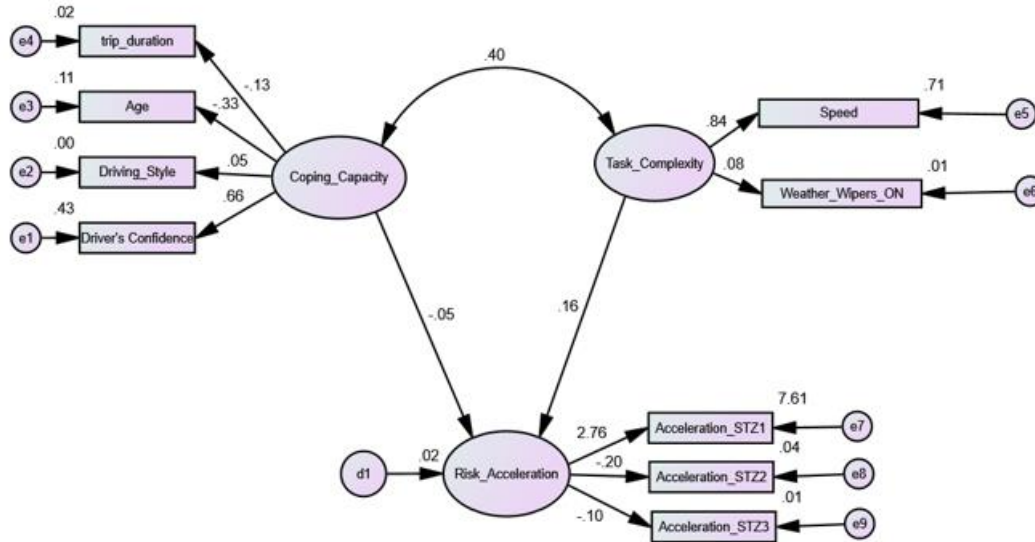 .02
e4
trip_duration
-.13
.11
e3
Age
-.33
.00
e2
Driving_Style
.05
.43
e1
Driver's Confidence
.66
Coping_Capacity
.40
Task_Complexity
.84
Speed
.71
e5
.08
Weather_Wipers_ON
.01
e6
-.05
.16
d1
.02
Risk_Acceleration
2.76
Acceleration_STZ1
7.61
e7
-.20
Acceleration_STZ2
.04
e8
-.10
Acceleration_STZ3
.01
e9